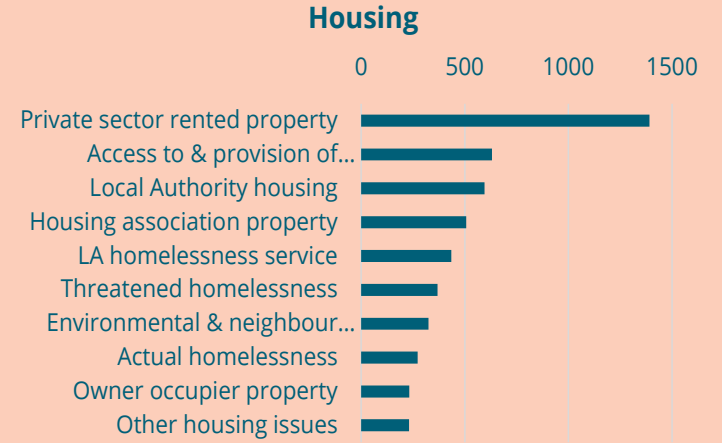 Housing
0 500 1000 1500
Private sector rented property
Access to & provision of...
Local Authority housing
Housing association property
LA homelessness service
Threatened homelessness
Environmental & neighbour...
Actual homelessness
Owner occupier property
Other housing issues